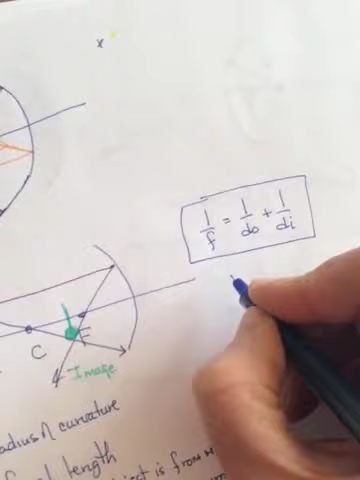 x
1/f = 1/do + 1/di
C
F
Image
radius of curvature
focal length
object is from